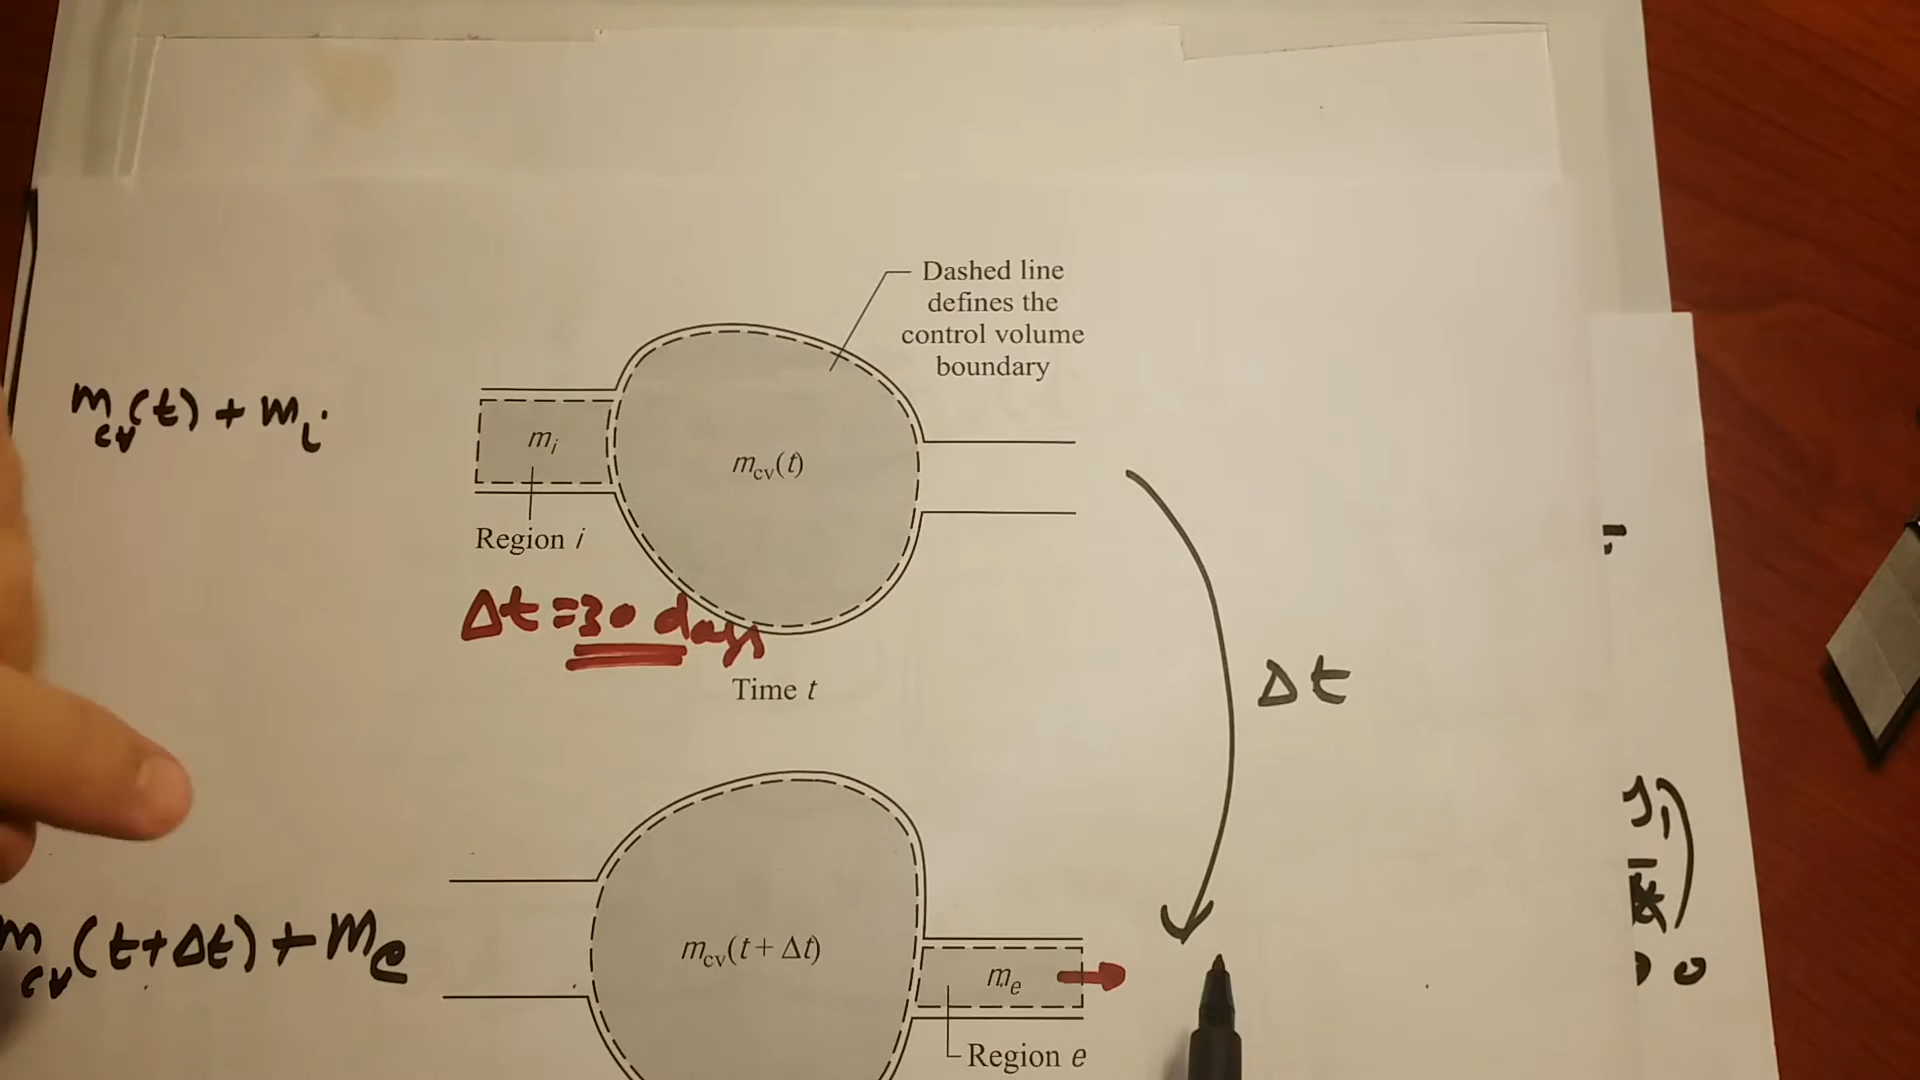 Dashed line
defines the
control volume
boundary
m_cv(t) + m_i
m_i
m_cv(t)
Region i
Δt = 30 days
Time t
Δt
m_cv(t+Δt) + m_e
m_cv(t + Δt)
m_e
Region e